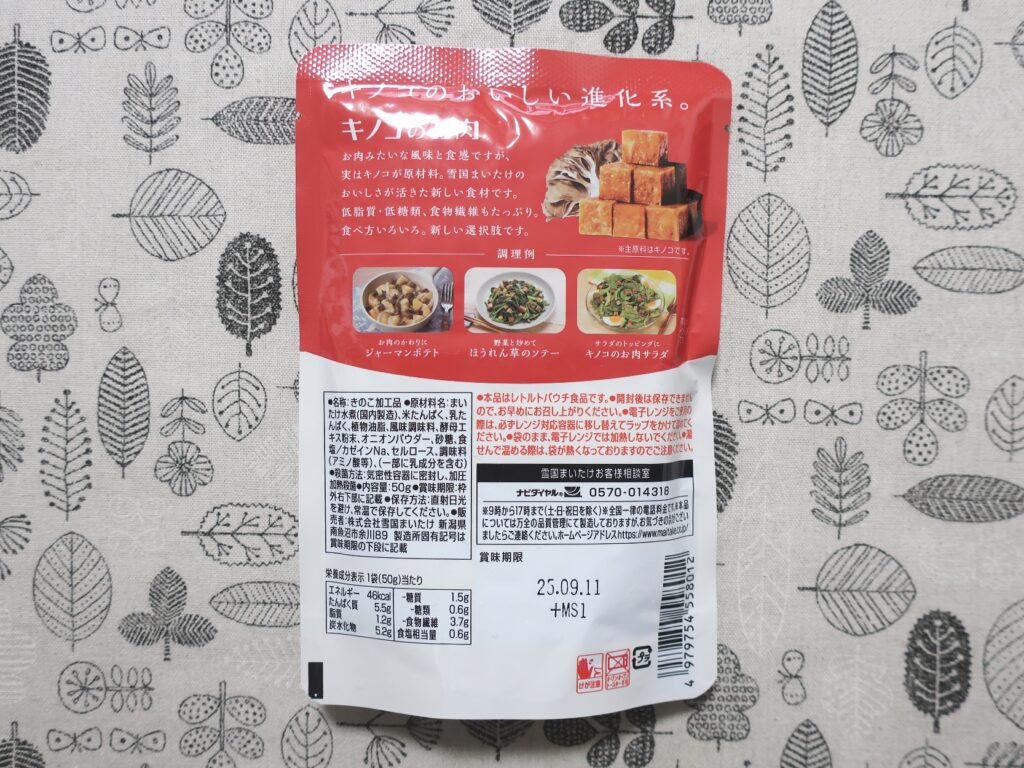 キノコのおいしい進化系。
キノコのお肉
お肉みたいな風味と食感ですが、
実はキノコが原材料。雪国まいたけの
おいしさが活きた新しい食材です。
低脂質・低糖類、食物繊維もたっぷり。
食べ方いろいろ。新しい選択肢です。
※主原料はキノコです。
調理例
お肉のかわりに
ジャーマンポテト
野菜と炒めて
ほうれん草のソテー
サラダのトッピングに
キノコのお肉サラダ
●名称:きのこ加工品 ●原材料名:まい
たけ水煮(国内製造)、米たんぱく、乳たん
ぱく、植物油脂、風味調味料、酵母エ
キス粉末、オニオンパウダー、砂糖、食
塩/カゼインNa、セルロース、調味料
(アミノ酸等)、(一部に乳成分を含む)
●殺菌方法:気密性容器に密封し、加圧
加熱殺菌●内容量:50g●賞味期限:枠
外右下部に記載 ●保存方法:直射日光
を避け、常温で保存してください。●販
売者:株式会社雪国まいたけ 新潟県
南魚沼市余川89 製造所固有記号は
賞味期限の下段に記載
●本品はレトルトパウチ食品です。●開封後は保存できません
ので、お早めにお召し上がりください。●電子レンジをご使用の
際は、必ずレンジ対応容器に移し替えてラップをかけて温めてく
ださい。●袋のまま、電子レンジでは加熱しないでください。●湯
せんで温める際は、袋が熱くなっておりますのでご注意ください。
雪国まいたけお客様相談室
ナビダイヤル® 0570-014318
※9時から17時まで(土・日・祝日を除く)※全国一律の電話料金です。※本品
については万全の品質管理にて製造しておりますが、お気づきの点がござい
ましたらご連絡ください。ホームページアドレスhttps://www.maitake.co.jp/
賞味期限
25.09.11
+MS1
栄養成分表示 1袋(50g)当たり
エネルギー 46kcal
たんぱく質 5.5g
脂質 1.2g
炭水化物 5.2g
-糖質 1.5g
-糖類 0.6g
-食物繊維 3.7g
食塩相当量 0.6g
けが注意
プラ
4979754558012